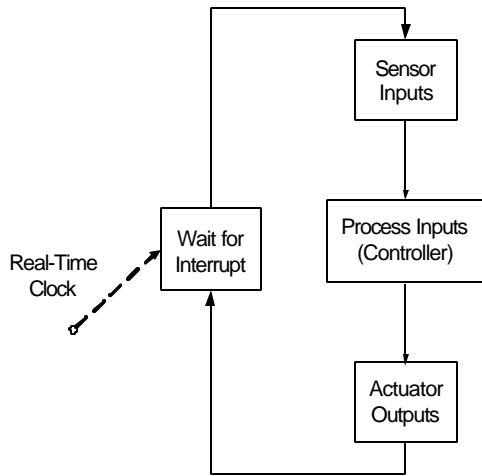 Sensor
Inputs
Process Inputs
(Controller)
Wait for
Interrupt
Real-Time
Clock
Actuator
Outputs